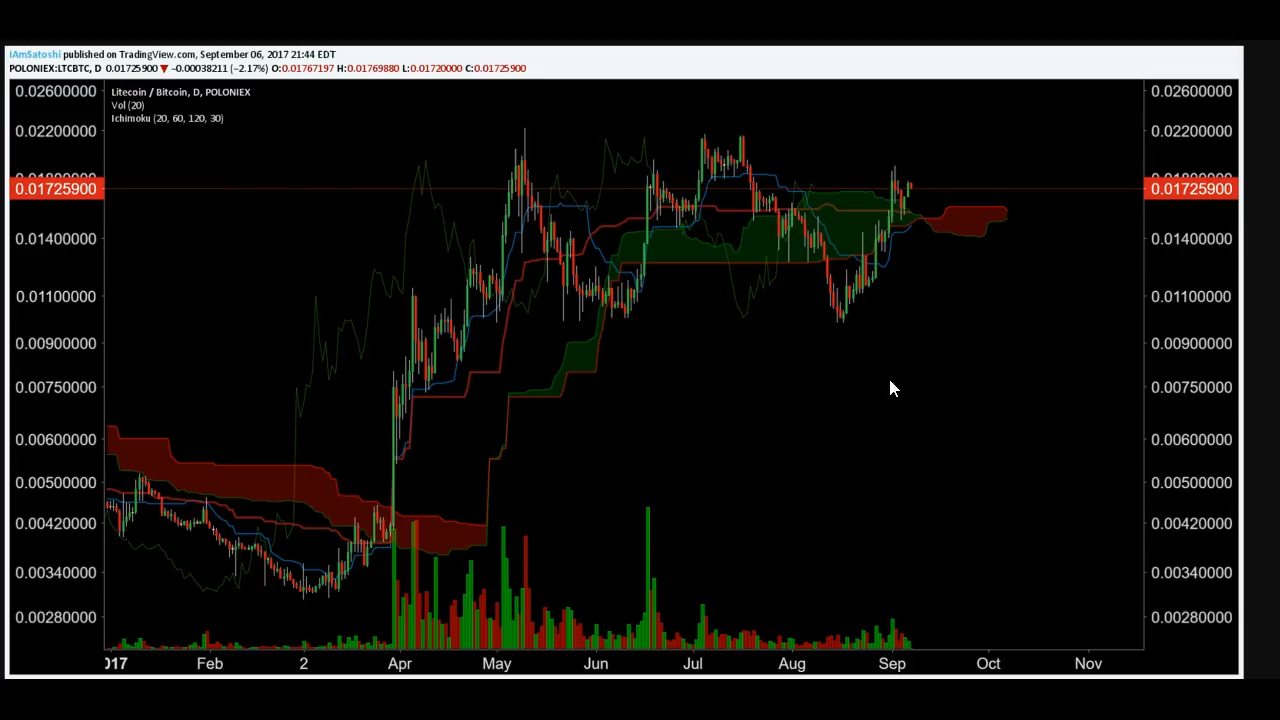 IAmSatoshi published on TradingView.com, September 06, 2017 21:44 EDT
POLONIEX:LTCBTC, D 0.01725900 ▼ −0.00038211 (−2.17%) O:0.01767197 H:0.01769880 L:0.01720000 C:0.01725900
Litecoin / Bitcoin, D, POLONIEX
Vol (20)
Ichimoku (20, 60, 120, 30)
0.02600000 0.02600000
0.02200000 0.02200000
0.01725900 0.01725900
0.01400000 0.01400000
0.01100000 0.01100000
0.00900000 0.00900000
0.00750000 0.00750000
0.00600000 0.00600000
0.00500000 0.00500000
0.00420000 0.00420000
0.00340000 0.00340000
0.00280000 0.00280000
2017 Feb 2 Apr May Jun Jul Aug Sep Oct Nov